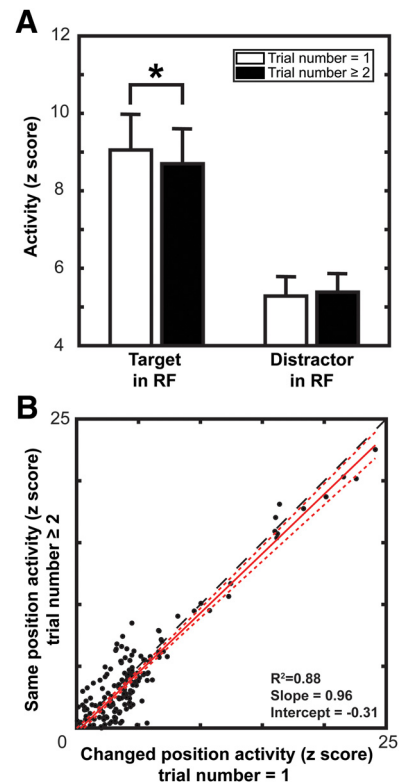 A
12
10
8
6
4
Activity (z score)
*
Trial number = 1
Trial number ≥ 2
Target
in RF
Distractor
in RF
B
25
0
25
Same position activity (z score)
trial number ≥ 2
R²=0.88
Slope = 0.96
Intercept = -0.31
Changed position activity (z score)
trial number = 1